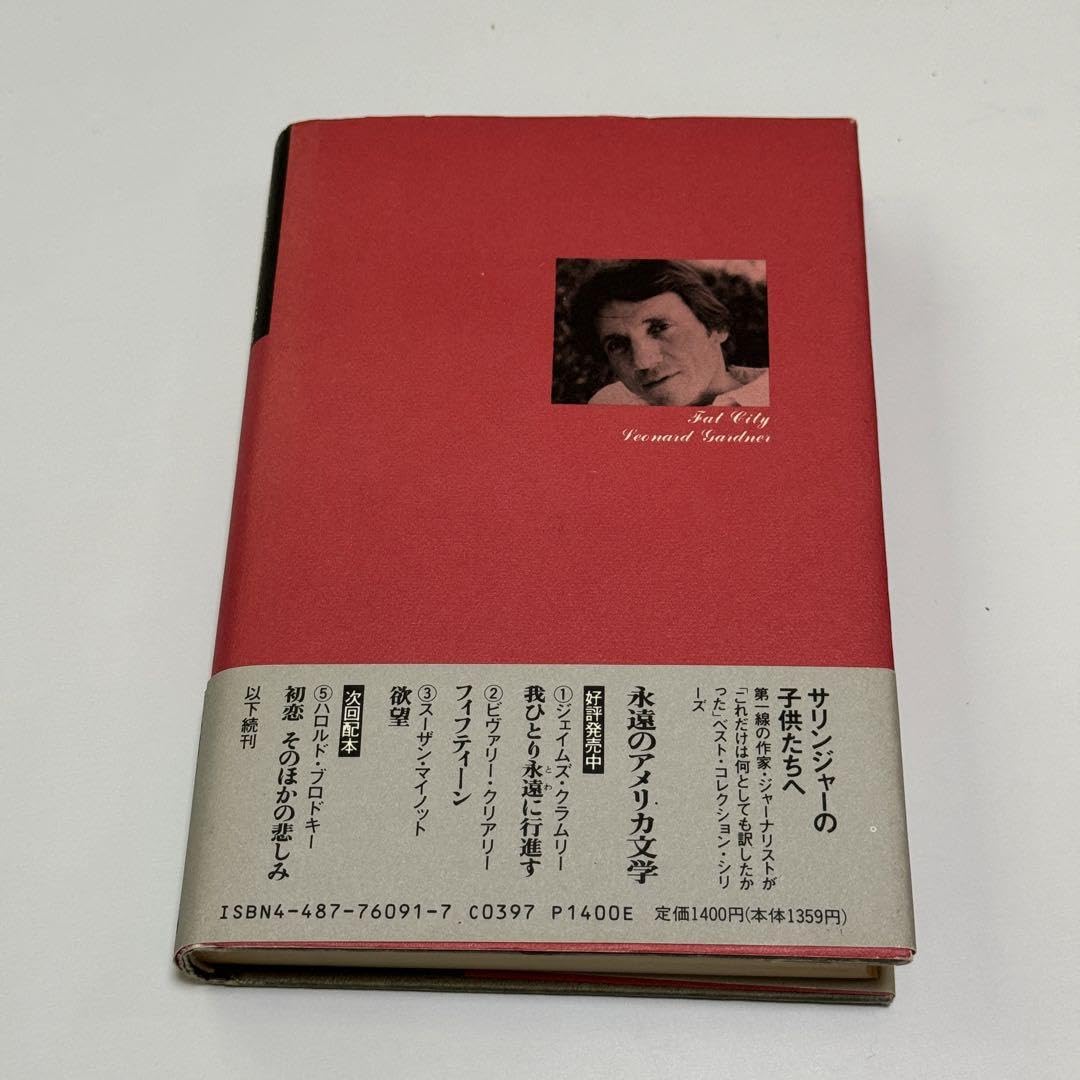 Fat City
Leonard Gardner
サリンジャーの
子供たちへ
第一線の作家・ジャーナリストが
「これだけは何としても訳したか
った」ベスト・コレクション・シリ
ーズ
永遠のアメリカ文学
好評発売中
①ジェイムズ・クラムリー
我ひとり永遠に行進す
とわ
②ビヴァリー・クリアリー
フィフティーン
③スーザン・マイノット
欲望
次回配本
⑤ハロルド・ブロドキー
初恋 そのほかの悲しみ
以下続刊
ISBN4-487-76091-7 C0397 P1400E 定価1400円(本体1359円)